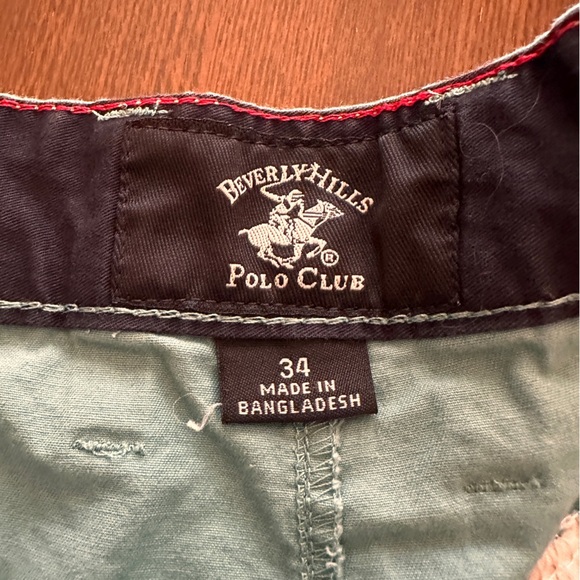 BEVERLY HILLS
®
POLO CLUB
34
MADE IN
BANGLADESH